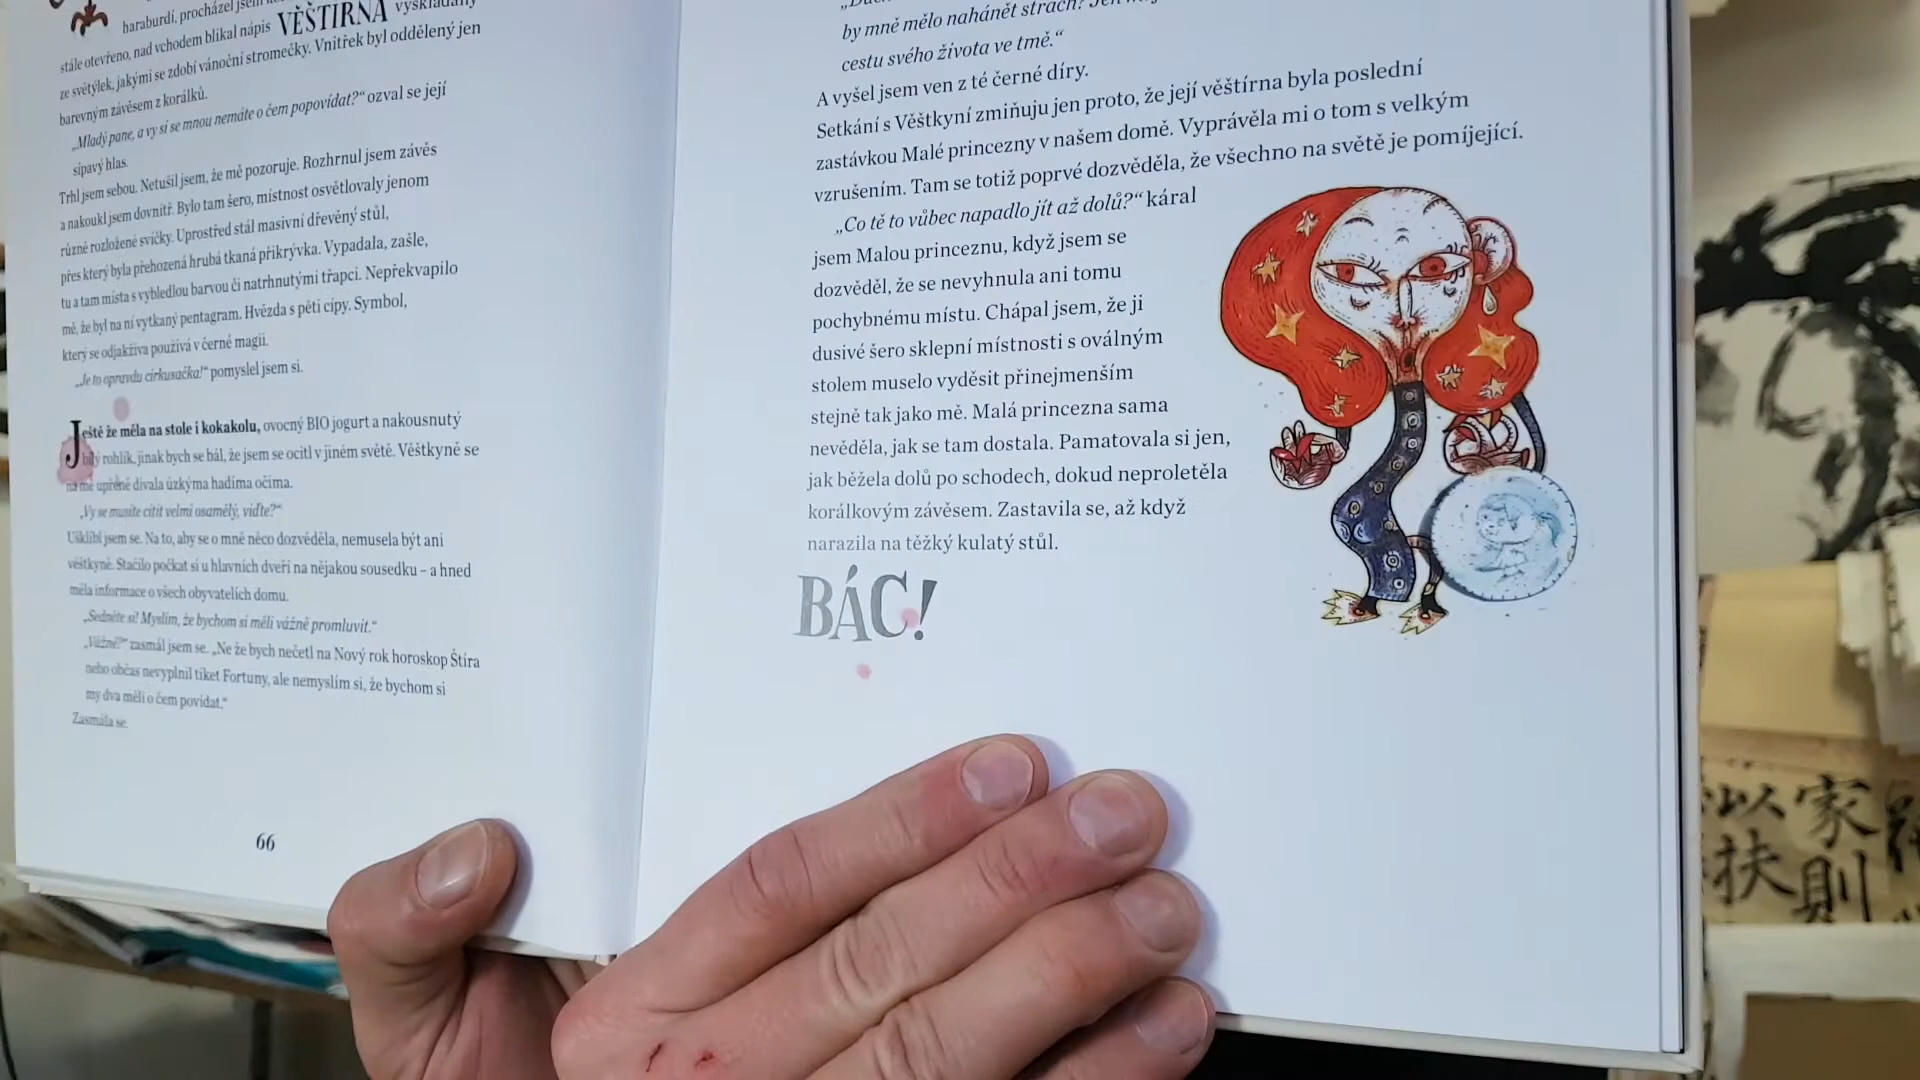 haraburdí, procházel jsem
stále otevřeno, nad vchodem blikal nápis VĚŠTÍRNA vyskládaný
ze světýlek, jakými se zdobí vánoční stromečky. Vnitřek byl oddělený jen
barevným závěsem z korálků.
„Mladý pane, a vy si se mnou nemáte o čem popovídat?“ ozval se její
sípavý hlas.
Trhl jsem sebou. Netušil jsem, že mě pozoruje. Rozhrnul jsem závěs
a nakoukl jsem dovnitř. Bylo tam šero, místnost osvětlovaly jenom
různě rozložené svíčky. Uprostřed stál masivní dřevěný stůl,
přes který byla přehozená hrubá tkaná přikrývka. Vypadala, zašle,
tu a tam místa s vybledlou barvou či natrhnutými třapci. Nepřekvapilo
mě, že byl na ní vytkaný pentagram. Hvězda s pěti cípy. Symbol,
který se odjakživa používá v černé magii.
„Je to opravdu cirkusačka!“ pomyslel jsem si.
Ještě že měla na stole i kokakolu, ovocný BIO jogurt a nakousnutý
bílý rohlík, jinak bych se bál, že jsem se ocitl v jiném světě. Věštkyně se
na mě upřeně dívala úzkýma hadíma očima.
„Vy se musíte cítit velmi osamělý, viďte?“
Ušklíbl jsem se. Na to, aby se o mně něco dozvěděla, nemusela být ani
věštkyně. Stačilo počkat si u hlavních dveří na nějakou sousedku – a hned
měla informace o všech obyvatelích domu.
„Sedněte si! Myslím, že bychom si měli vážně promluvit.“
„Vážně?“ zasmál jsem se. „Ne že bych nečetl na Nový rok horoskop Štíra
nebo občas nevyplnil tiket Fortuny, ale nemyslím si, že bychom si
my dva měli o čem povídat.“
Zasmála se.
66
by mně mělo nahánět strach?
cestu svého života ve tmě.“
A vyšel jsem ven z té černé díry.
Setkání s Věštkyní zmiňuju jen proto, že její věštírna byla poslední
zastávkou Malé princezny v našem domě. Vyprávěla mi o tom s velkým
vzrušením. Tam se totiž poprvé dozvěděla, že všechno na světě je pomíjející.
„Co tě to vůbec napadlo jít až dolů?“ káral
jsem Malou princeznu, když jsem se
dozvěděl, že se nevyhnula ani tomu
pochybnému místu. Chápal jsem, že ji
dusivé šero sklepní místnosti s oválným
stolem muselo vyděsit přinejmenším
stejně tak jako mě. Malá princezna sama
nevěděla, jak se tam dostala. Pamatovala si jen,
jak běžela dolů po schodech, dokud neproletěla
korálkovým závěsem. Zastavila se, až když
narazila na těžký kulatý stůl.
BÁC!
以家
扶則